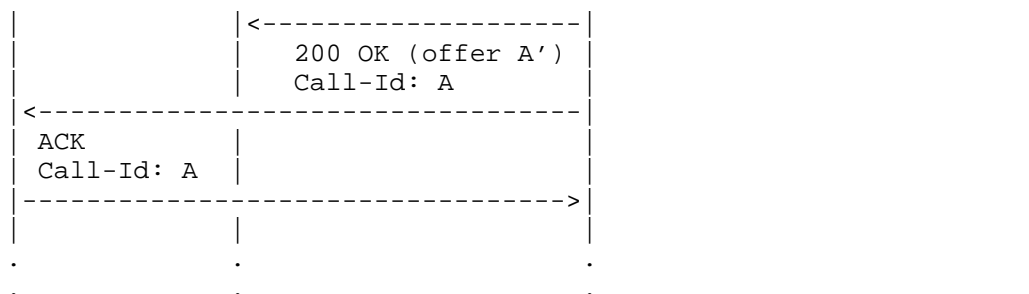 |             |<--------------------|
|             |   200 OK (offer A’) |
|             |   Call-Id: A        |
|<----------------------------------|
| ACK         |                     |
| Call-Id: A  |                     |
|---------------------------------->|
|             |                     |
.             .                     .
.             .                     .